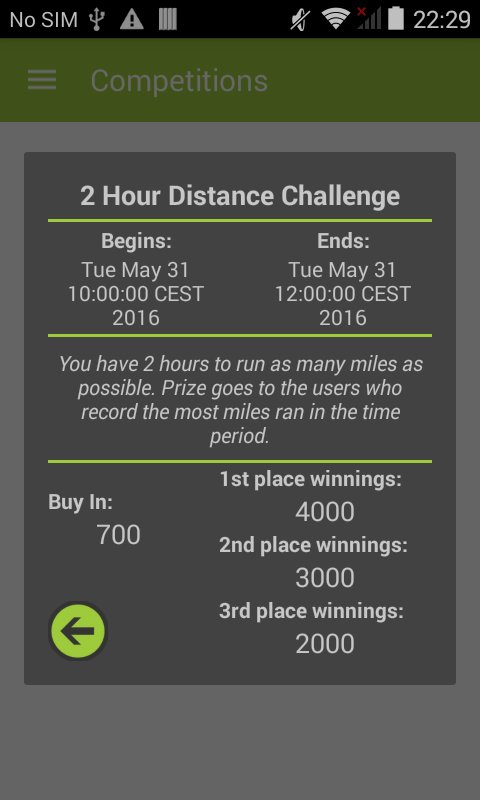 No SIM 22:29
Competitions
2 Hour Distance Challenge
Begins:
Tue May 31
10:00:00 CEST
2016
Ends:
Tue May 31
12:00:00 CEST
2016
You have 2 hours to run as many miles as
possible. Prize goes to the users who
record the most miles ran in the time
period.
Buy In:
700
1st place winnings:
4000
2nd place winnings:
3000
3rd place winnings:
2000